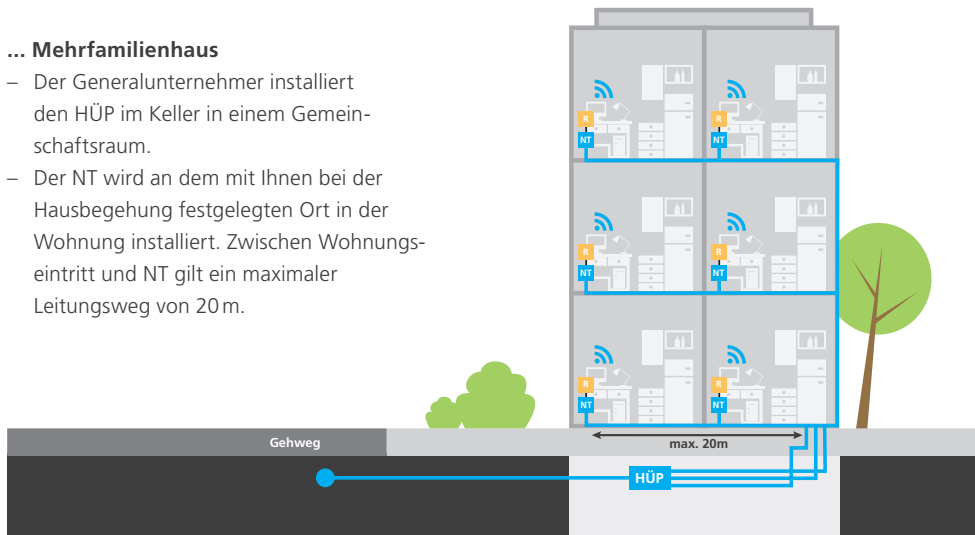 ... Mehrfamilienhaus
– Der Generalunternehmer installiert
den HÜP im Keller in einem Gemein-
schaftsraum.
– Der NT wird an dem mit Ihnen bei der
Hausbegehung festgelegten Ort in der
Wohnung installiert. Zwischen Wohnungs-
eintritt und NT gilt ein maximaler
Leitungsweg von 20 m.
R R
NT NT
R R
NT NT
R R
NT NT
Gehweg
max. 20m
HÜP